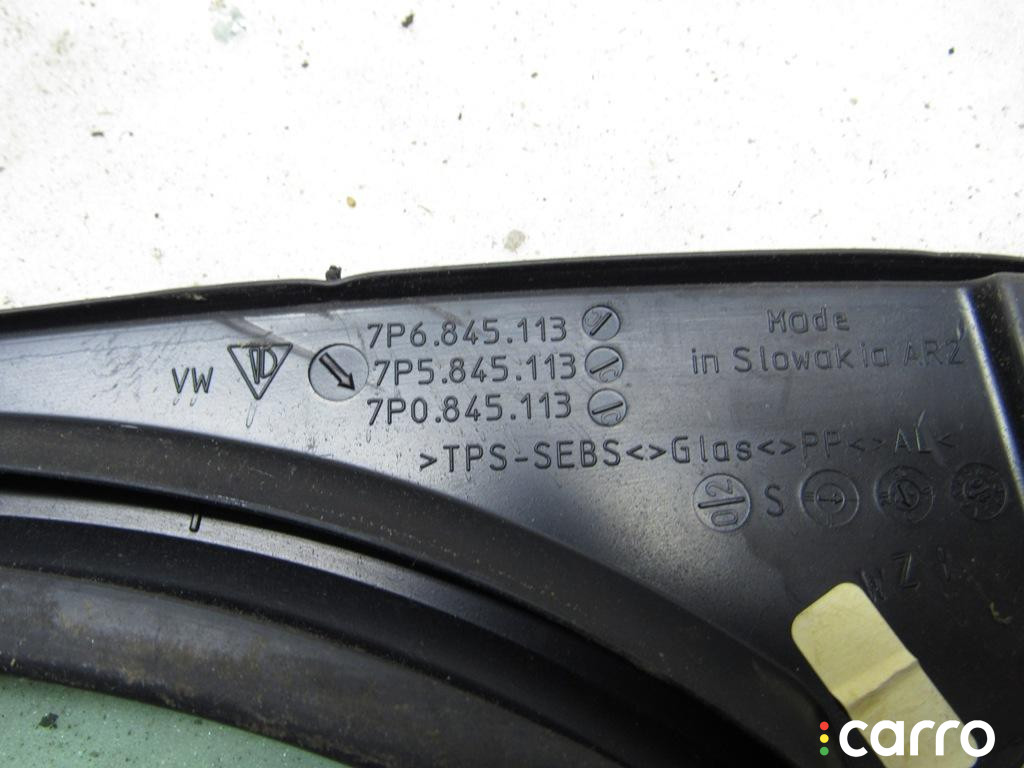 VW
7P6.845.113
7P5.845.113
7P0.845.113
Made
in Slowakia AR2
>TPS-SEBS<>Glas<>PP<>AL<
S
WZ
carro